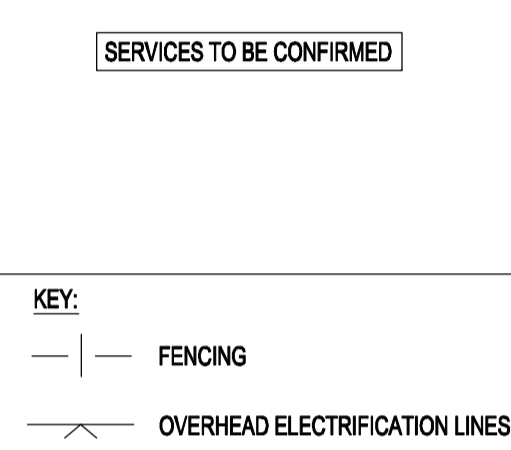 SERVICES TO BE CONFIRMED
KEY:
FENCING
OVERHEAD ELECTRIFICATION LINES